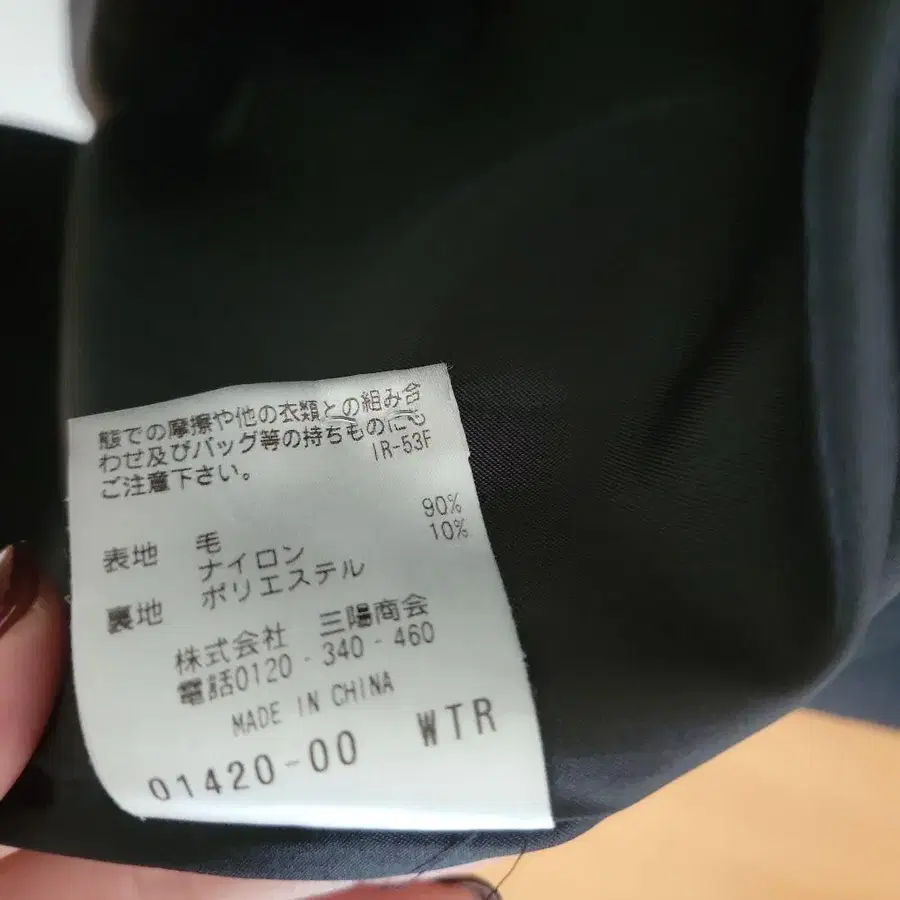 態での摩擦や他の衣類との組み合
わせ及びバッグ等の持ちものにも
ご注意下さい。 IR-53F
表地 毛 90%
ナイロン 10%
裏地 ポリエステル
株式会社 三陽商会
電話0120-340-460
MADE IN CHINA
01420-00 WTR